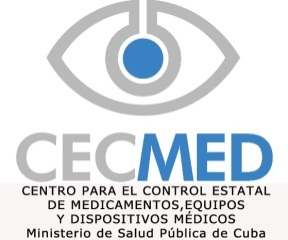 CECMED
CENTRO PARA EL CONTROL ESTATAL
DE MEDICAMENTOS,EQUIPOS
Y DISPOSITIVOS MÉDICOS
Ministerio de Salud Pública de Cuba